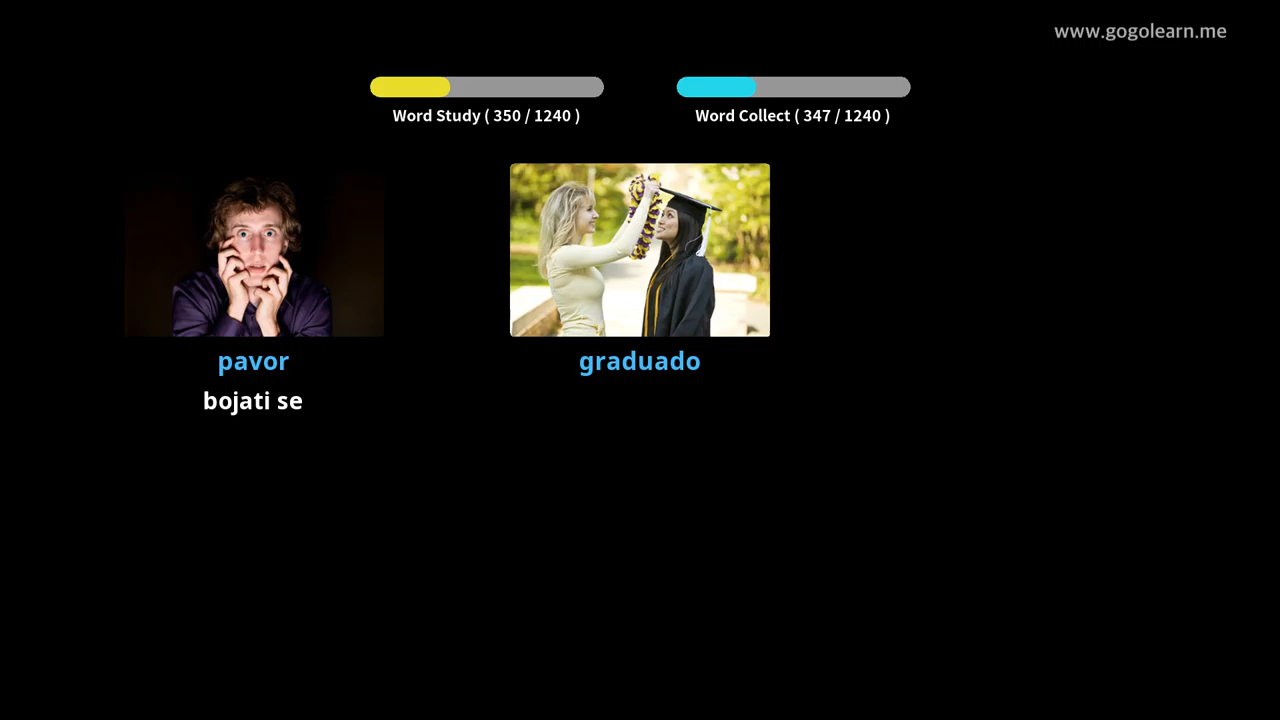 www.gogolearn.me
Word Study ( 350 / 1240 )
Word Collect ( 347 / 1240 )
pavor
graduado
bojati se